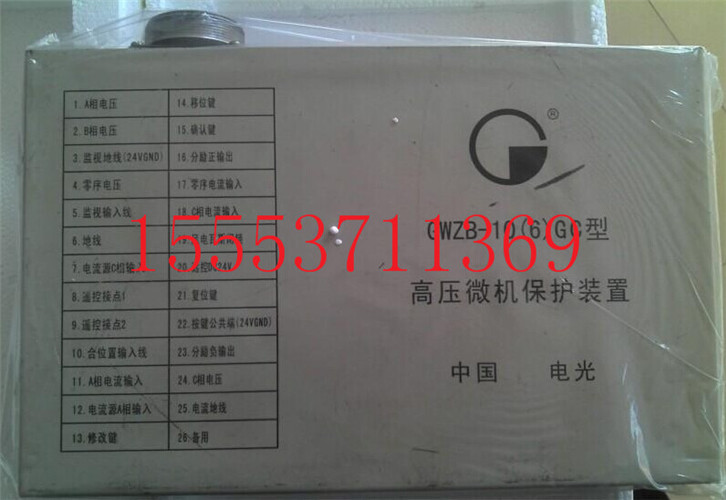 1.A相电压 14.移位键
2.B相电压 15.确认键
3.监视地线(24VGND) 16.分励正输出
4.零序电压 17.零序电流输入
5.监视输入线 18.C相电流输入
6.地线
7.电流源C相输入 DC24V
8.遥控接点1 21.复位键
9.遥控接点2 22.按键公共端(24VGND)
10.合位置输入线 23.分励负输出
11.A相电流输入 24.C相电压
12.电流源A相输入 25.电流地线
13.修改键 26.备用
®
GWZB-10(6)GC型
高压微机保护装置
中国 电光
15553711369